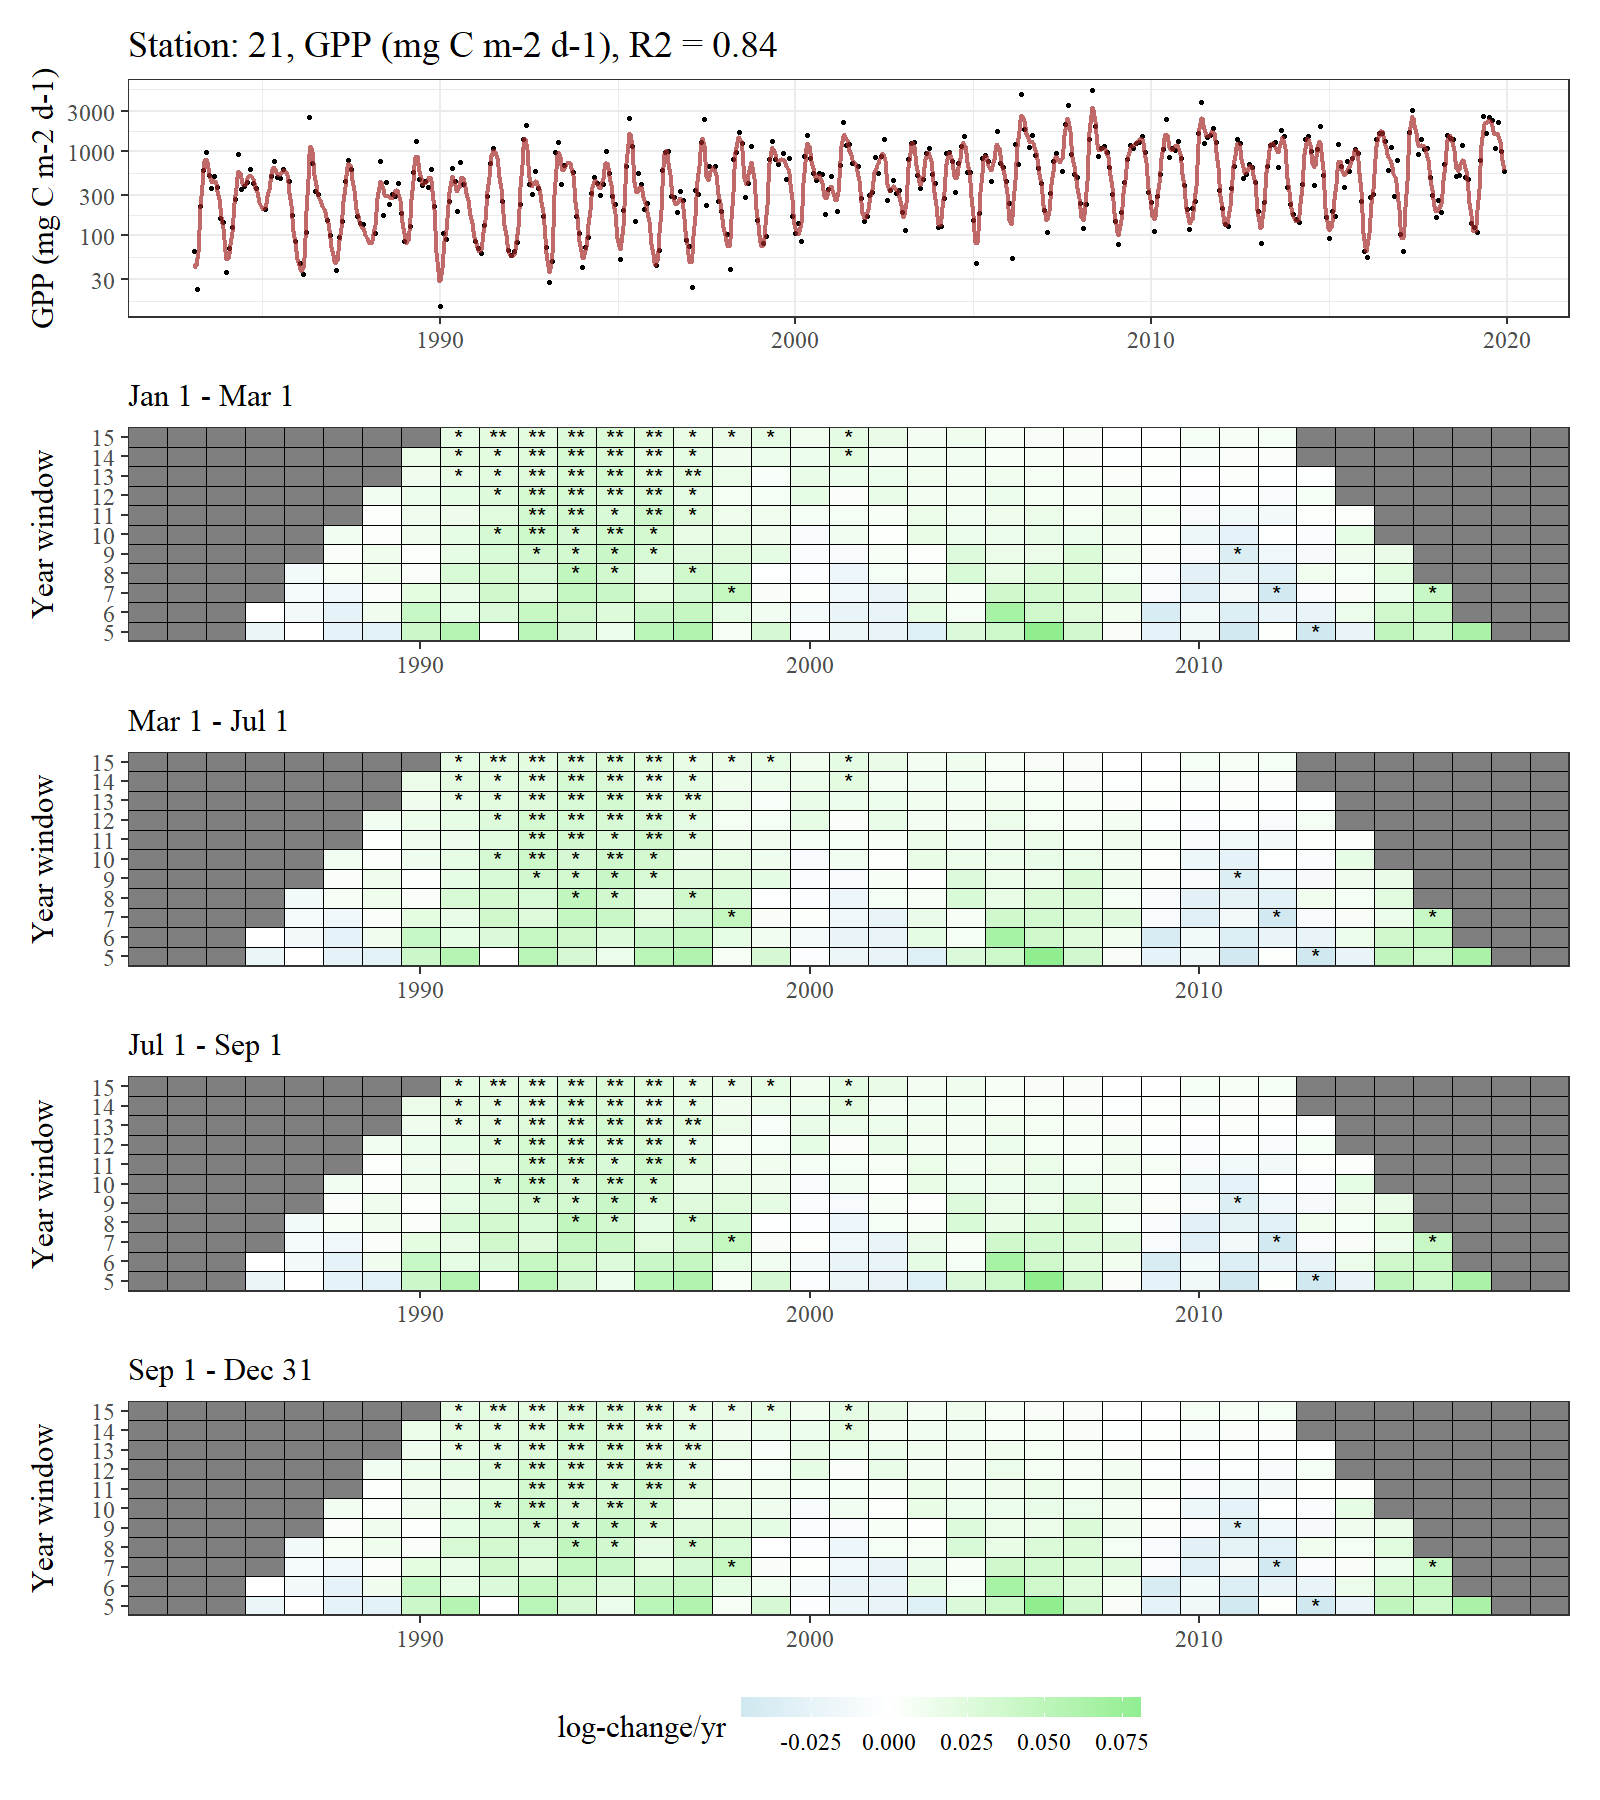 Station: 21, GPP (mg C m-2 d-1), R2 = 0.84
GPP (mg C m-2 d-1)
3000
1000
300
100
30
1990 2000 2010 2020
Jan 1 - Mar 1
Year window
15 * ** ** ** ** ** * * * *
14 * * ** ** ** ** * *
13 * * ** ** ** ** **
12 * ** ** ** ** *
11 ** ** * ** *
10 * ** * ** *
9 * * * * *
8 * * *
7 * * *
6
5 *
1990 2000 2010
Mar 1 - Jul 1
Year window
15 * ** ** ** ** ** * * * *
14 * * ** ** ** ** * *
13 * * ** ** ** ** **
12 * ** ** ** ** *
11 ** ** * ** *
10 * ** * ** *
9 * * * * *
8 * * *
7 * * *
6
5 *
1990 2000 2010
Jul 1 - Sep 1
Year window
15 * ** ** ** ** ** * * * *
14 * * ** ** ** ** * *
13 * * ** ** ** ** **
12 * ** ** ** ** *
11 ** ** * ** *
10 * ** * ** *
9 * * * * *
8 * * *
7 * * *
6
5 *
1990 2000 2010
Sep 1 - Dec 31
Year window
15 * ** ** ** ** ** * * * *
14 * * ** ** ** ** * *
13 * * ** ** ** ** **
12 * ** ** ** ** *
11 ** ** * ** *
10 * ** * ** *
9 * * * * *
8 * * *
7 * * *
6
5 *
1990 2000 2010
log-change/yr
-0.025 0.000 0.025 0.050 0.075